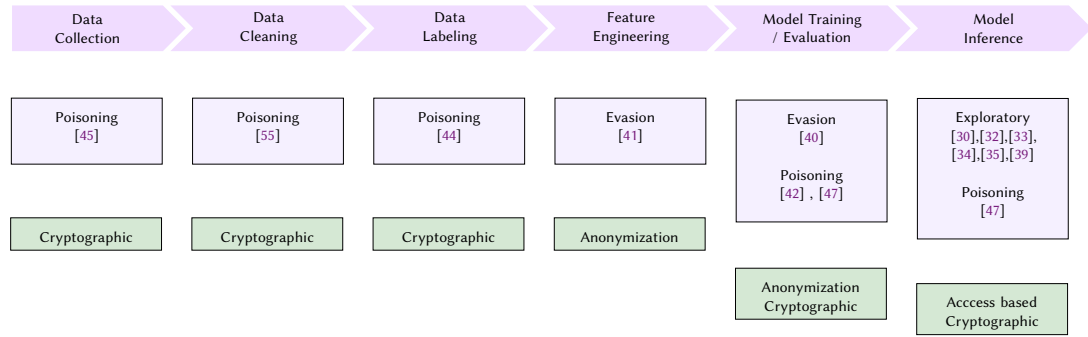 Data
Collection
Data
Cleaning
Data
Labeling
Feature
Engineering
Model Training
/ Evaluation
Model
Inference
Poisoning
[45]
Poisoning
[55]
Poisoning
[44]
Evasion
[41]
Evasion
[40]
Poisoning
[42] , [47]
Exploratory
[30],[32],[33],
[34],[35],[39]
Poisoning
[47]
Cryptographic
Cryptographic
Cryptographic
Anonymization
Anonymization
Cryptographic
Acccess based
Cryptographic